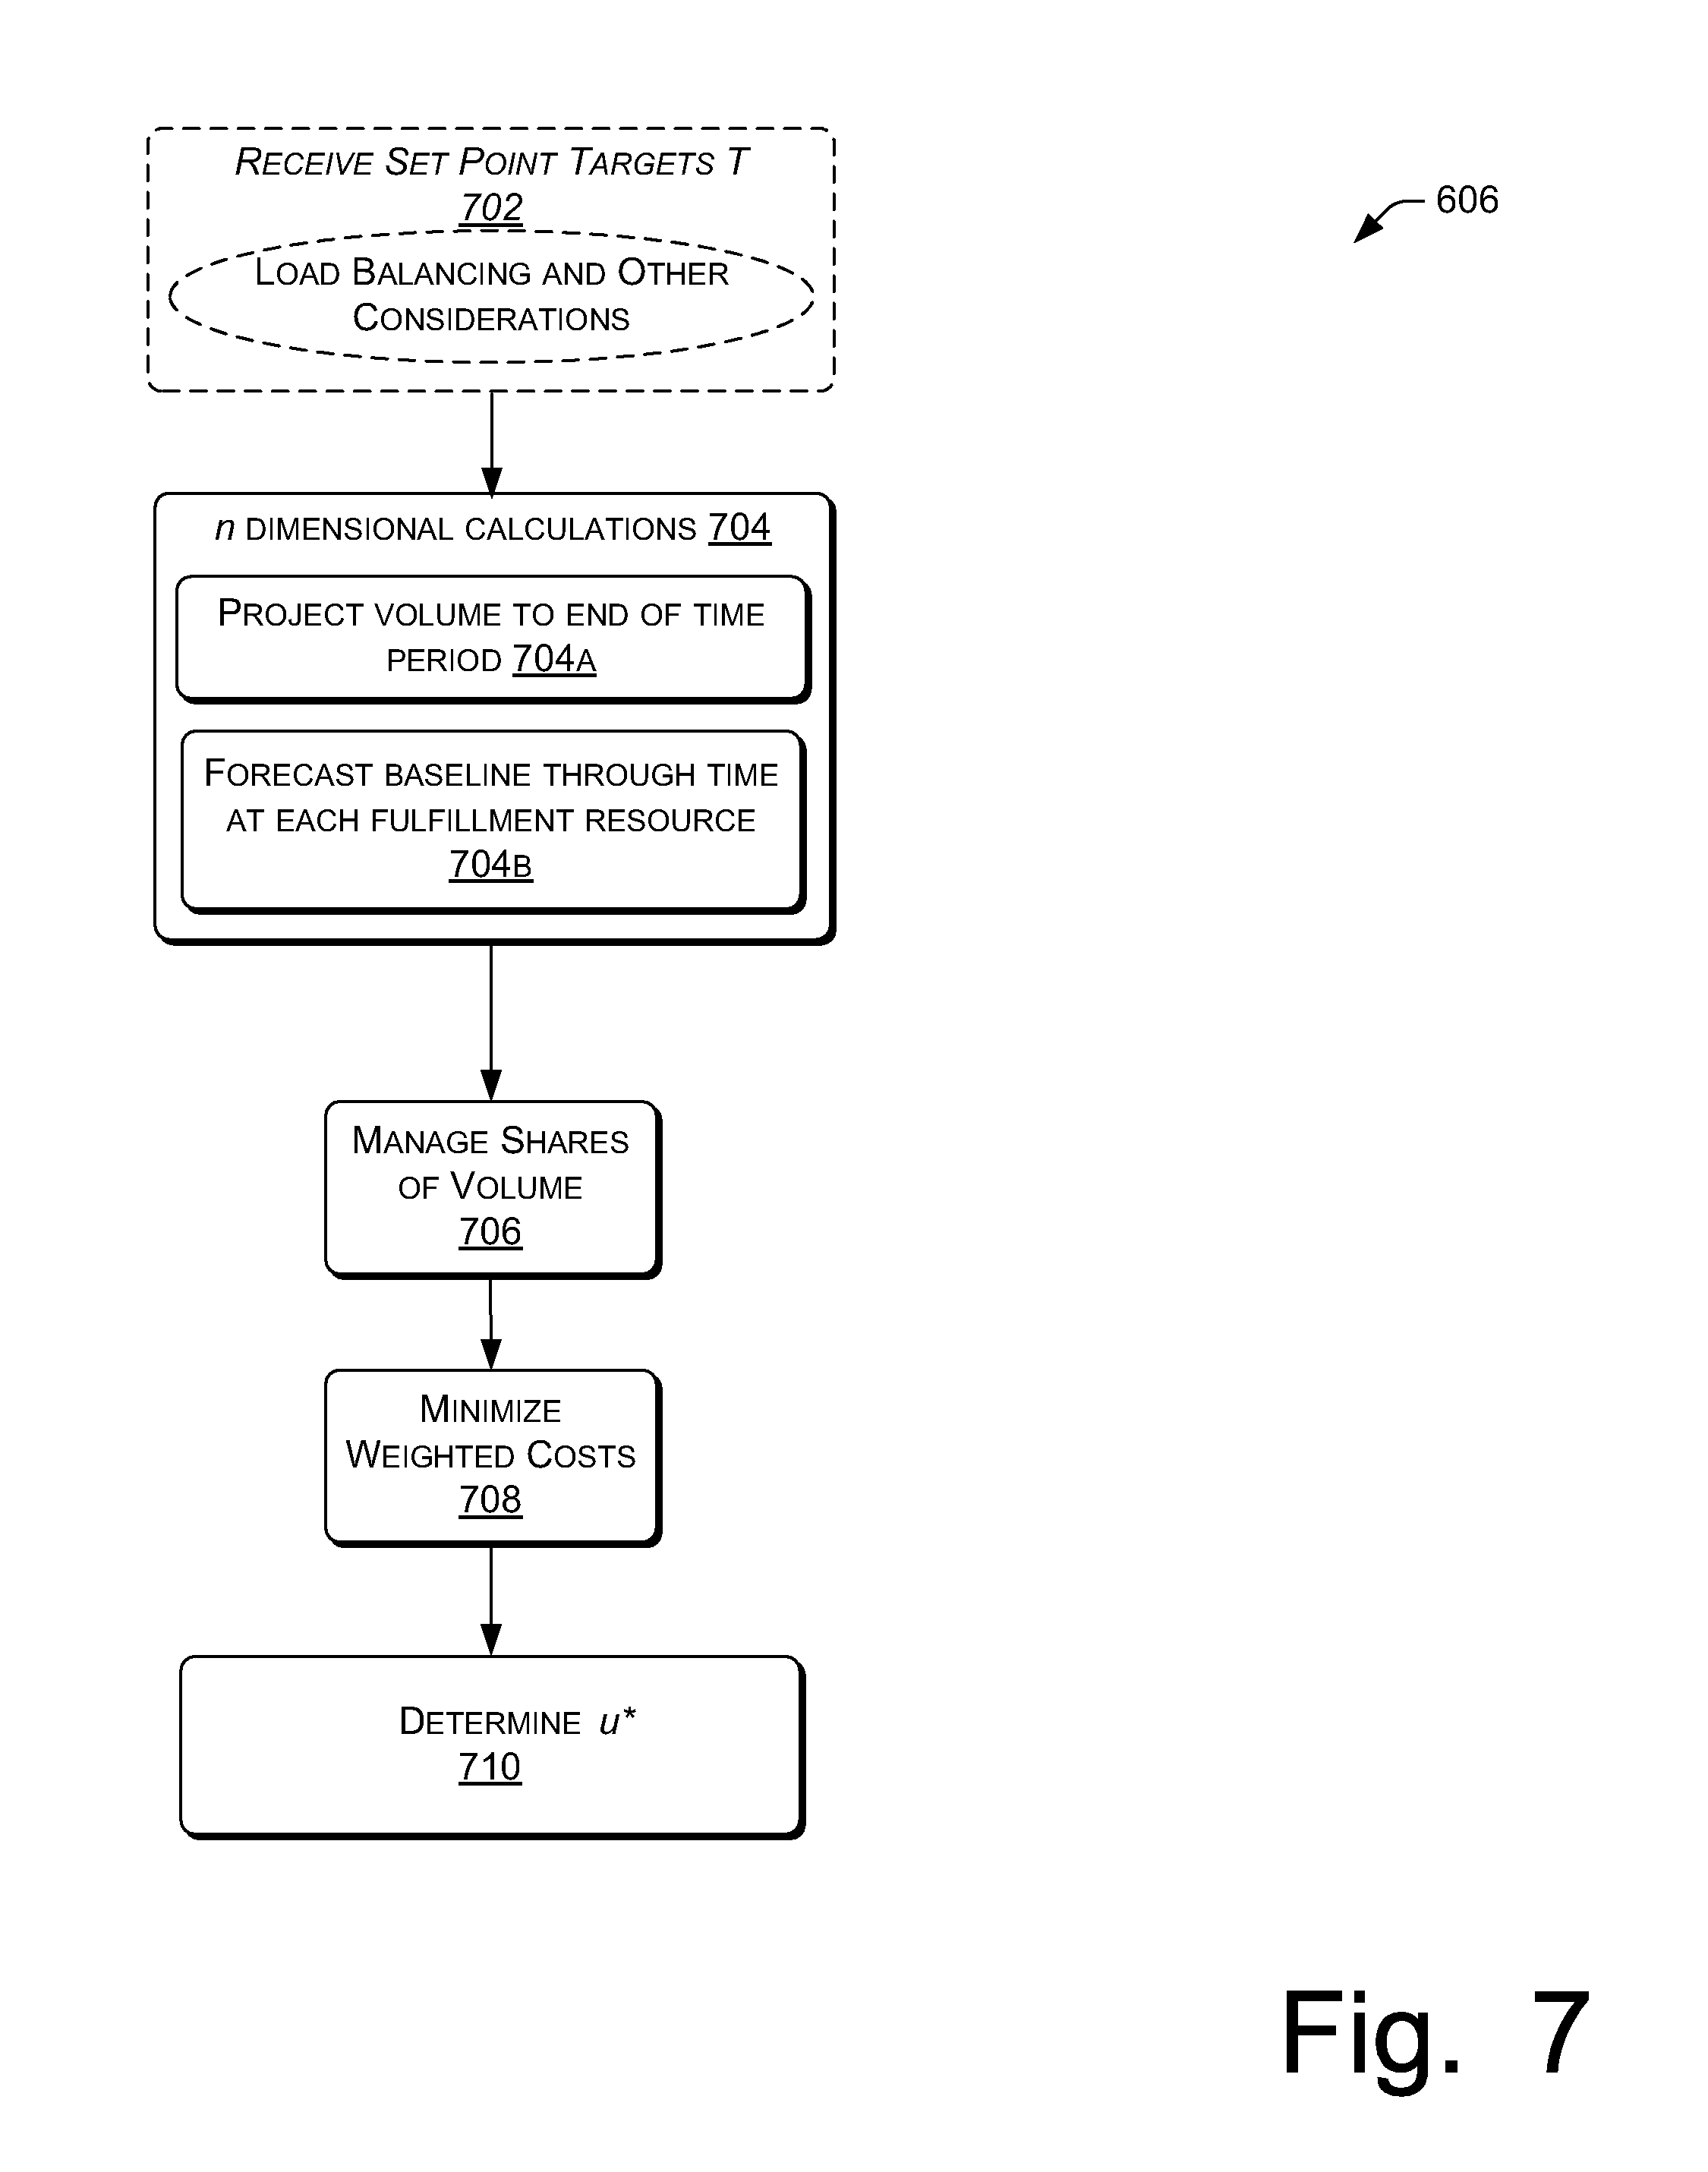 RECEIVE SET POINT TARGETS T
702
LOAD BALANCING AND OTHER
CONSIDERATIONS
606
n DIMENSIONAL CALCULATIONS 704
PROJECT VOLUME TO END OF TIME
PERIOD 704A
FORECAST BASELINE THROUGH TIME
AT EACH FULFILLMENT RESOURCE
704B
MANAGE SHARES
OF VOLUME
706
MINIMIZE
WEIGHTED COSTS
708
DETERMINE u*
710
Fig. 7